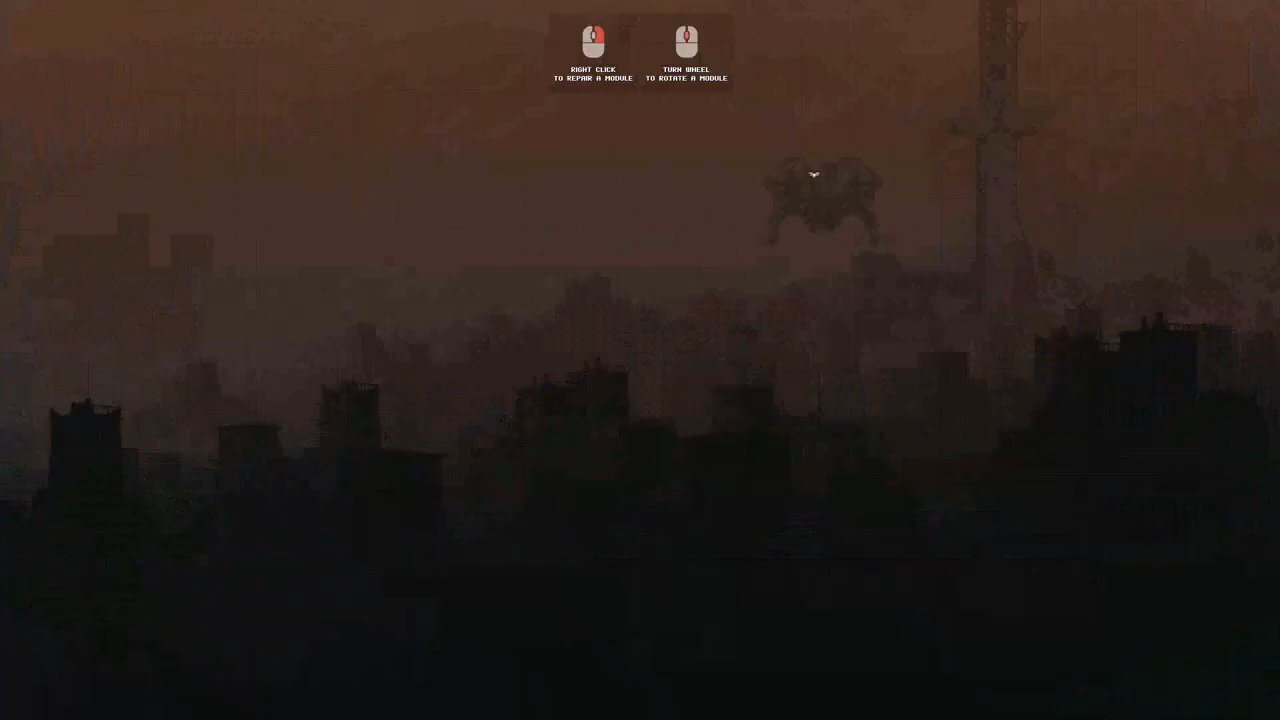 RIGHT CLICK
TO REPAIR A MODULE
TURN WHEEL
TO ROTATE A MODULE